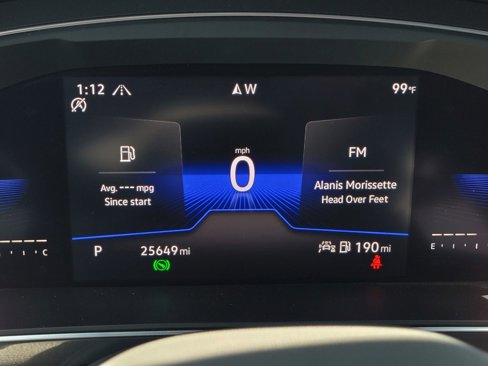 1:12
W
99°F
mph
0
Avg. --- mpg
Since start
FM
Alanis Morissette
Head Over Feet
C
P
25649 mi
190 mi
E